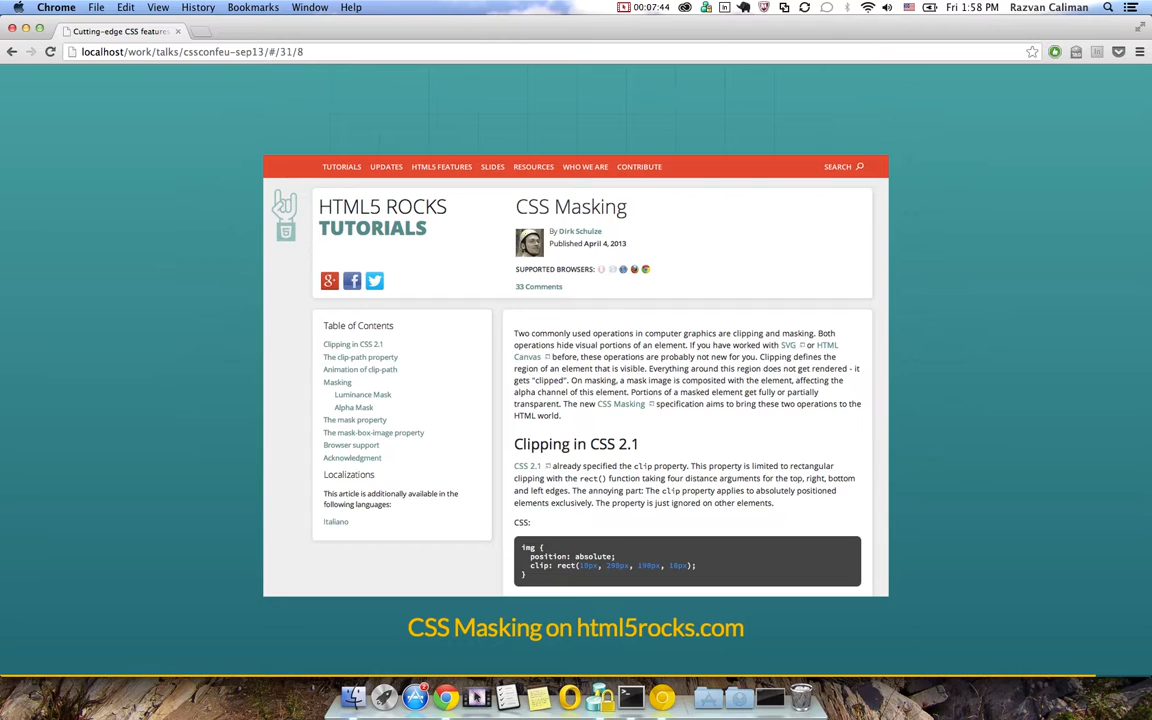 Chrome File Edit View History Bookmarks Window Help 00:07:44 Fri 1:58 PM Razvan Caliman
Cutting-edge CSS features
localhost/work/talks/cssconfeu-sep13/#/31/8
TUTORIALS UPDATES HTML5 FEATURES SLIDES RESOURCES WHO WE ARE CONTRIBUTE SEARCH
HTML5 ROCKS
TUTORIALS
CSS Masking
By Dirk Schulze
Published April 4, 2013
SUPPORTED BROWSERS:
33 Comments
Table of Contents
Clipping in CSS 2.1
The clip-path property
Animation of clip-path
Masking
Luminance Mask
Alpha Mask
The mask property
The mask-box-image property
Browser support
Acknowledgment
Localizations
This article is additionally available in the
following languages:
Italiano
Two commonly used operations in computer graphics are clipping and masking. Both
operations hide visual portions of an element. If you have worked with SVG or HTML
Canvas before, these operations are probably not new for you. Clipping defines the
region of an element that is visible. Everything around this region does not get rendered - it
gets "clipped". On masking, a mask image is composited with the element, affecting the
alpha channel of this element. Portions of a masked element get fully or partially
transparent. The new CSS Masking specification aims to bring these two operations to the
HTML world.
Clipping in CSS 2.1
CSS 2.1 already specified the clip property. This property is limited to rectangular
clipping with the rect() function taking four distance arguments for the top, right, bottom
and left edges. The annoying part: The clip property applies to absolutely positioned
elements exclusively. The property is just ignored on other elements.
CSS:
img {
position: absolute;
clip: rect(10px, 290px, 190px, 10px);
}
CSS Masking on html5rocks.com